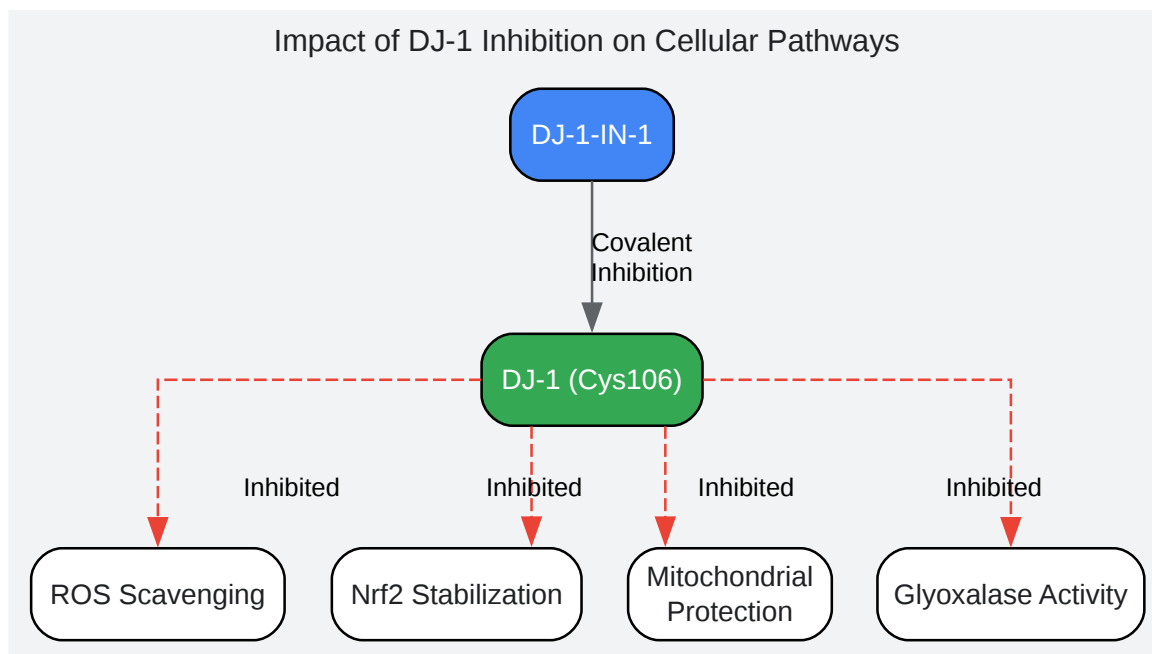 Impact of DJ-1 Inhibition on Cellular Pathways
DJ-1-IN-1
Covalent
Inhibition
DJ-1 (Cys106)
Inhibited
Inhibited
Inhibited
Inhibited
ROS Scavenging
Nrf2 Stabilization
Mitochondrial
Protection
Glyoxalase Activity